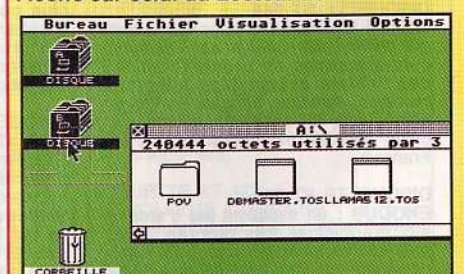 Bureau Fichier Visualisation Options
A
DISQUE
B
DISQUE
A:\
240444 octets utilisés par 3
POV
DBMASTER.TOS
LLAMAS12.TOS
CORBEILLE